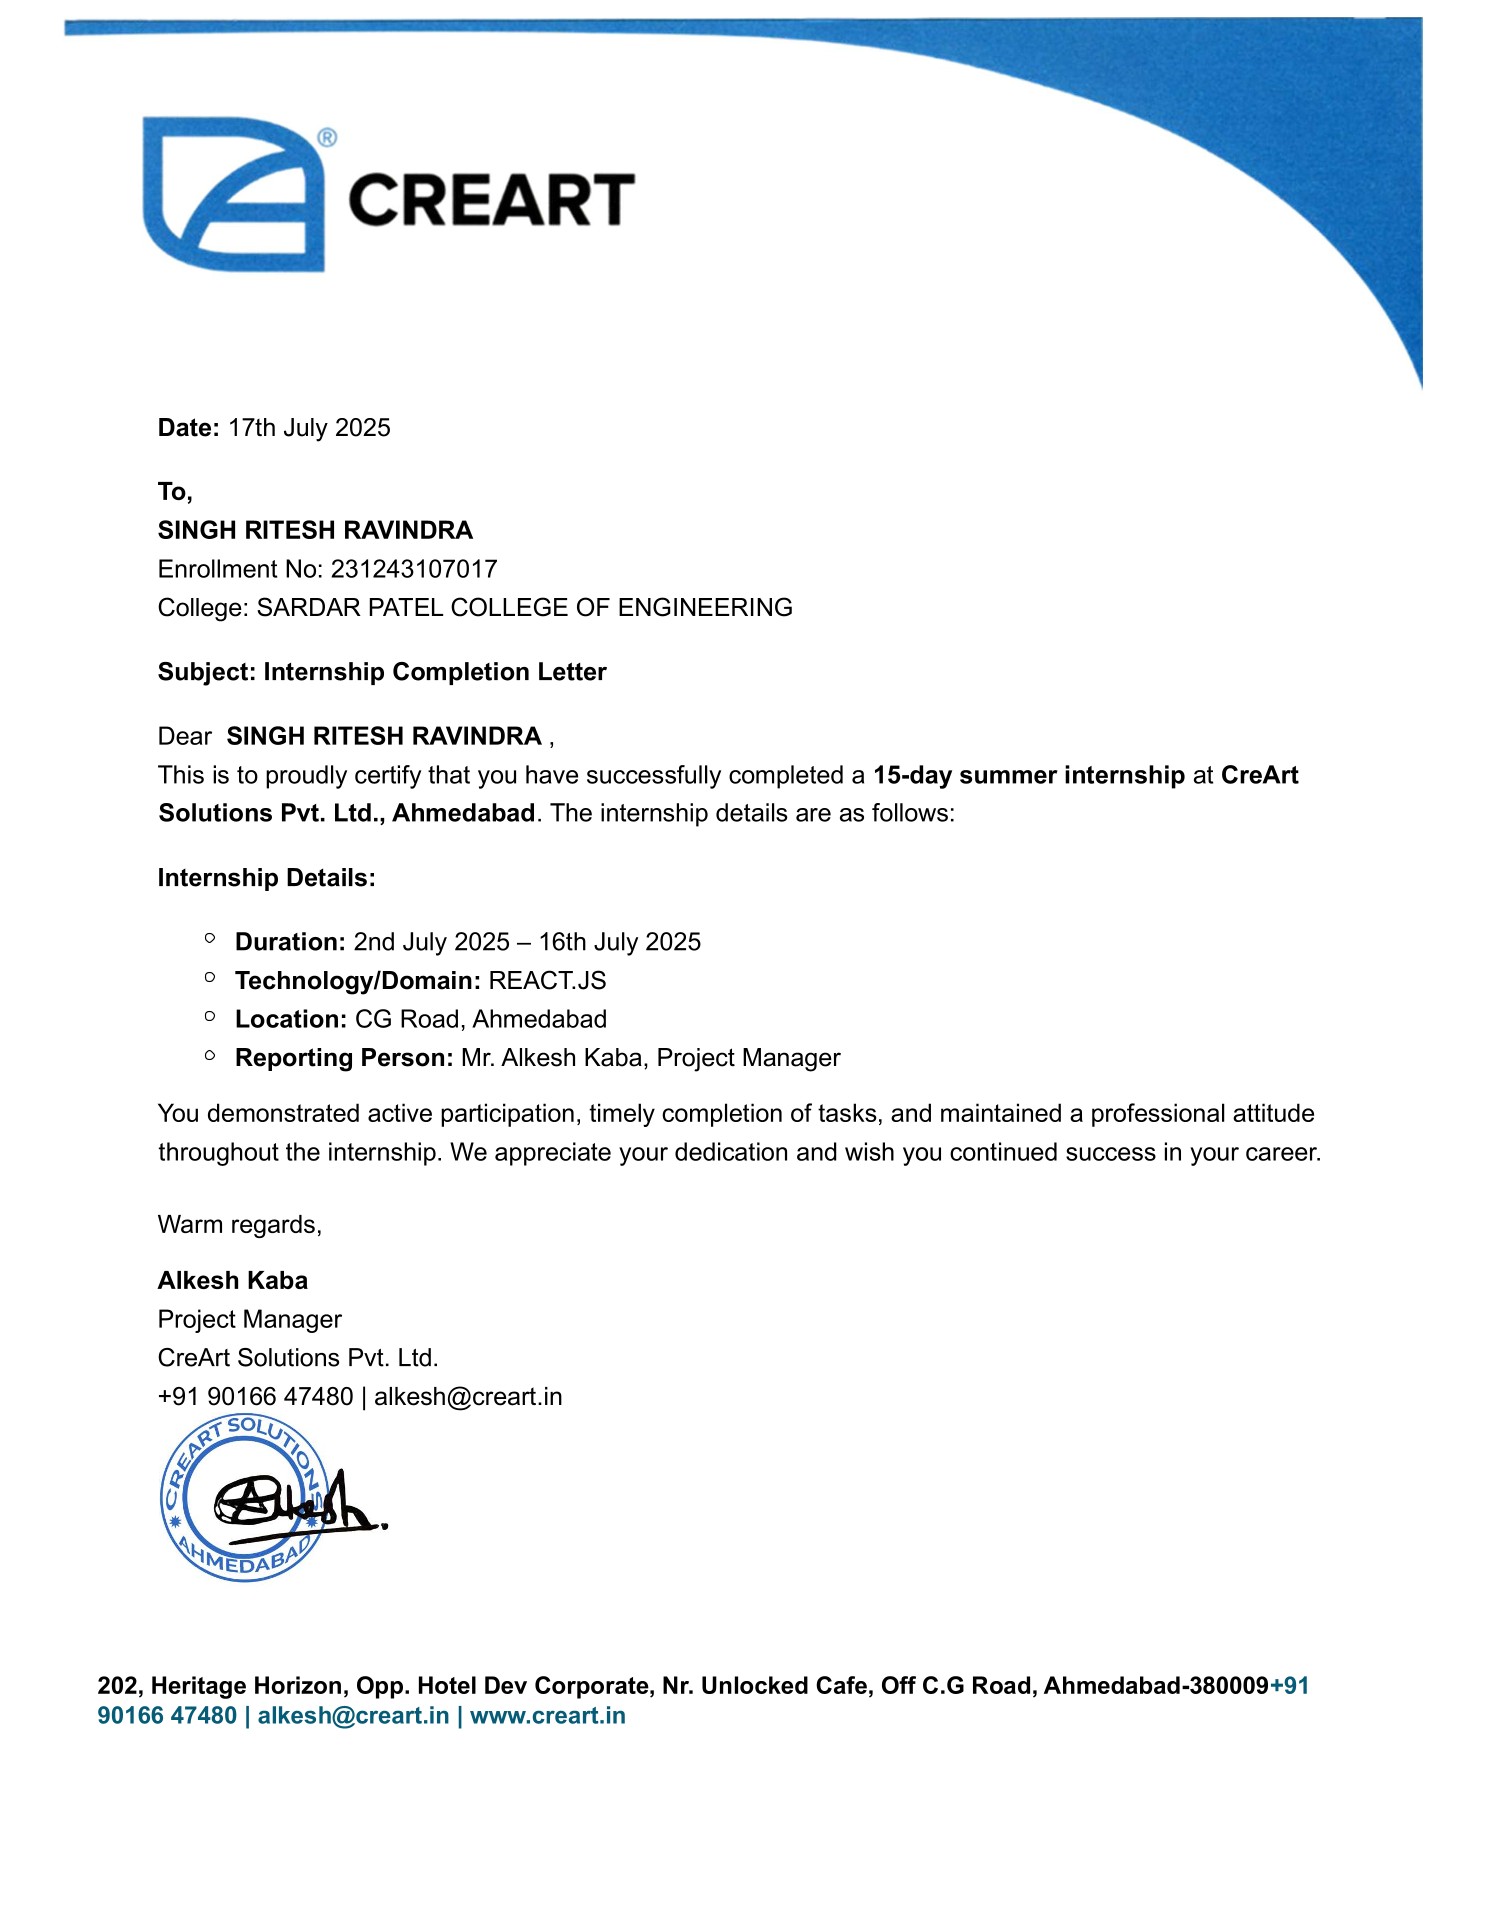 ®
CREART
Date: 17th July 2025
To,
SINGH RITESH RAVINDRA
Enrollment No: 231243107017
College: SARDAR PATEL COLLEGE OF ENGINEERING
Subject: Internship Completion Letter
Dear SINGH RITESH RAVINDRA ,
This is to proudly certify that you have successfully completed a 15-day summer internship at CreArt
Solutions Pvt. Ltd., Ahmedabad. The internship details are as follows:
Internship Details:
Duration: 2nd July 2025 – 16th July 2025
Technology/Domain: REACT.JS
Location: CG Road, Ahmedabad
Reporting Person: Mr. Alkesh Kaba, Project Manager
You demonstrated active participation, timely completion of tasks, and maintained a professional attitude
throughout the internship. We appreciate your dedication and wish you continued success in your career.
Warm regards,
Alkesh Kaba
Project Manager
CreArt Solutions Pvt. Ltd.
+91 90166 47480 | alkesh@creart.in
CREART SOLUTIONS
Alkesh.
AHMEDABAD
202, Heritage Horizon, Opp. Hotel Dev Corporate, Nr. Unlocked Cafe, Off C.G Road, Ahmedabad-380009+91
90166 47480 | alkesh@creart.in | www.creart.in